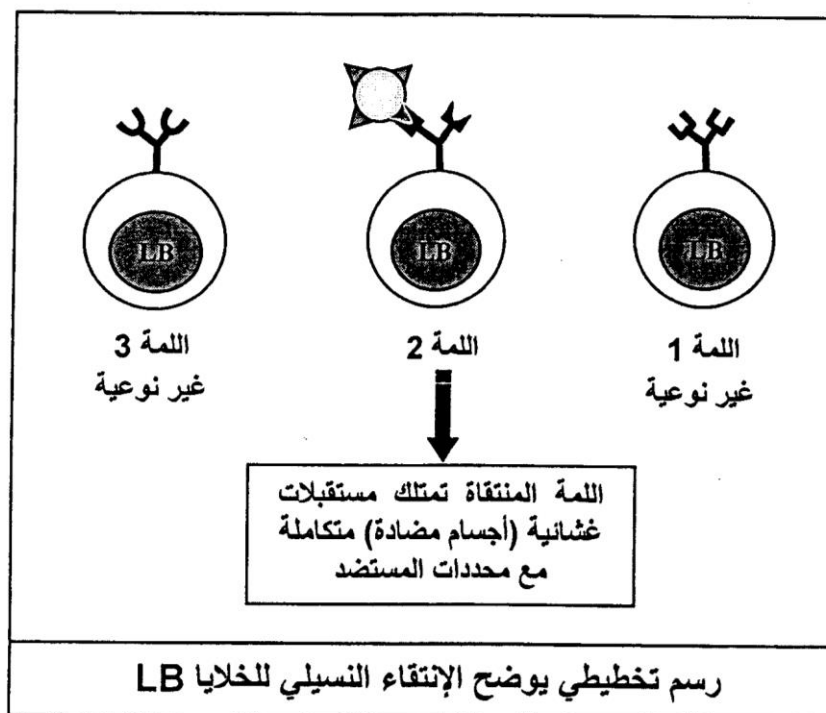 LB
LB
LB
اللمة 1
غير نوعية
اللمة 2
اللمة 3
غير نوعية
اللمة المنتقاة تمتلك مستقبلات
غشائية (أجسام مضادة) متكاملة
مع محددات المستضد
رسم تخطيطي يوضح الإنتقاء النسيلي للخلايا LB